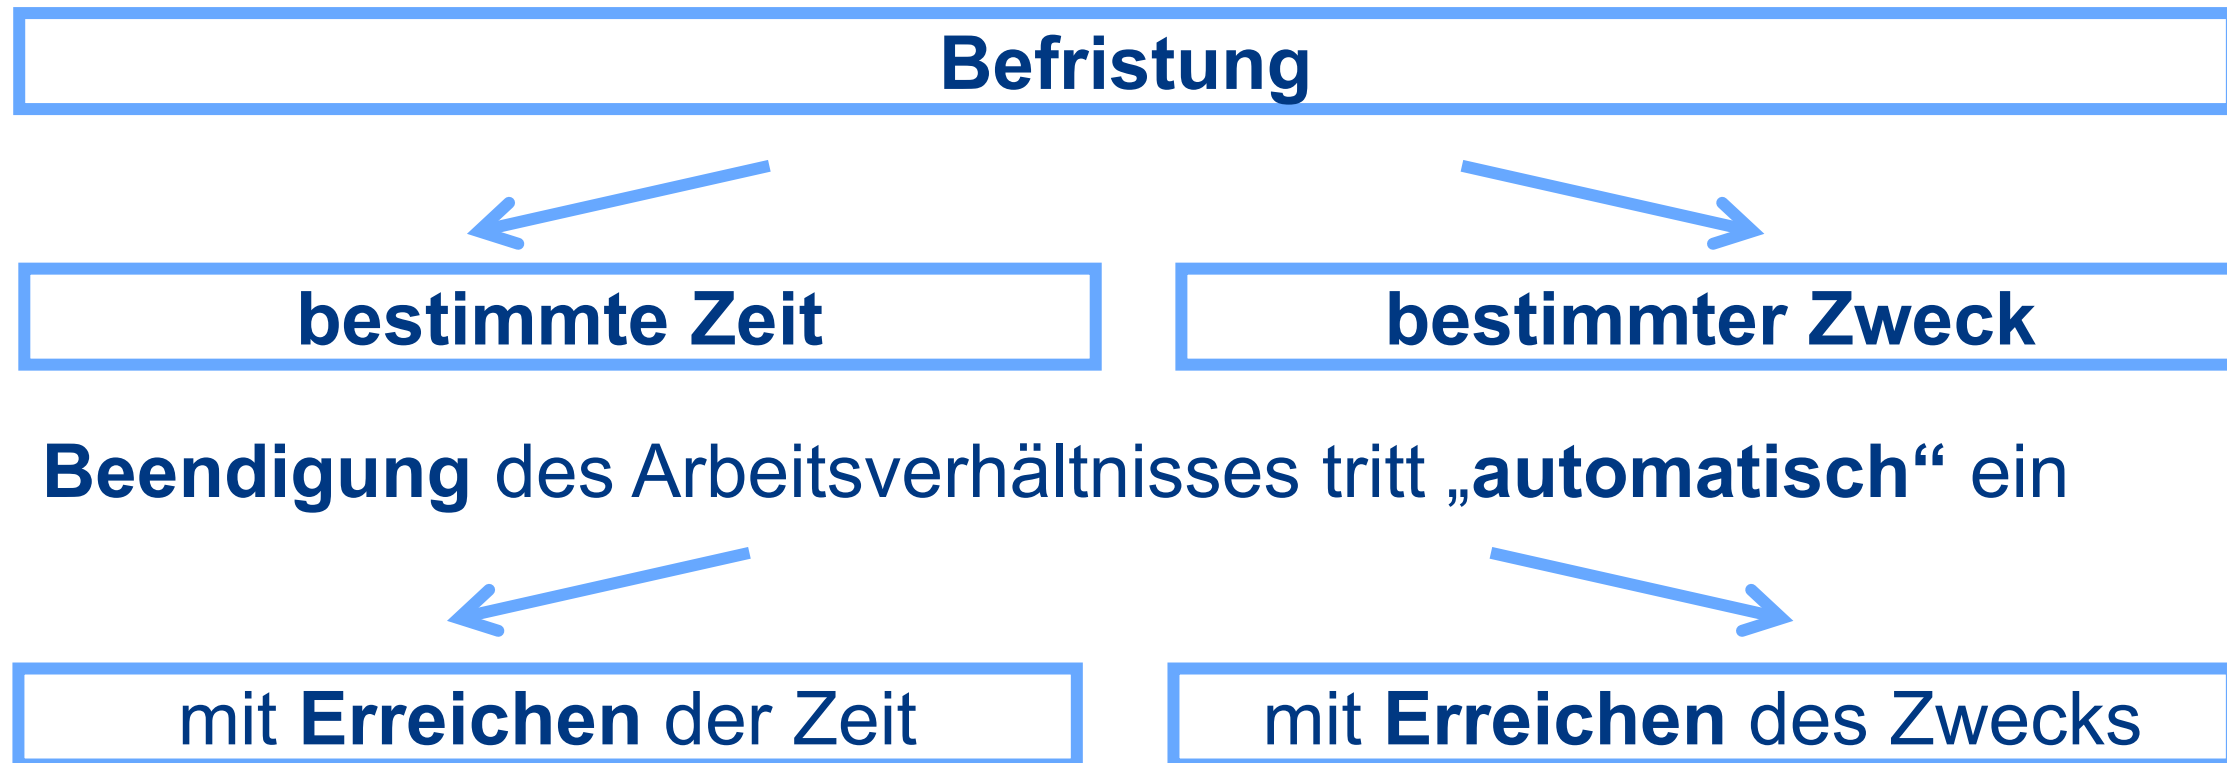 Befristung
bestimmte Zeit
bestimmter Zweck
Beendigung des Arbeitsverhältnisses tritt „automatisch“ ein
mit Erreichen der Zeit
mit Erreichen des Zwecks